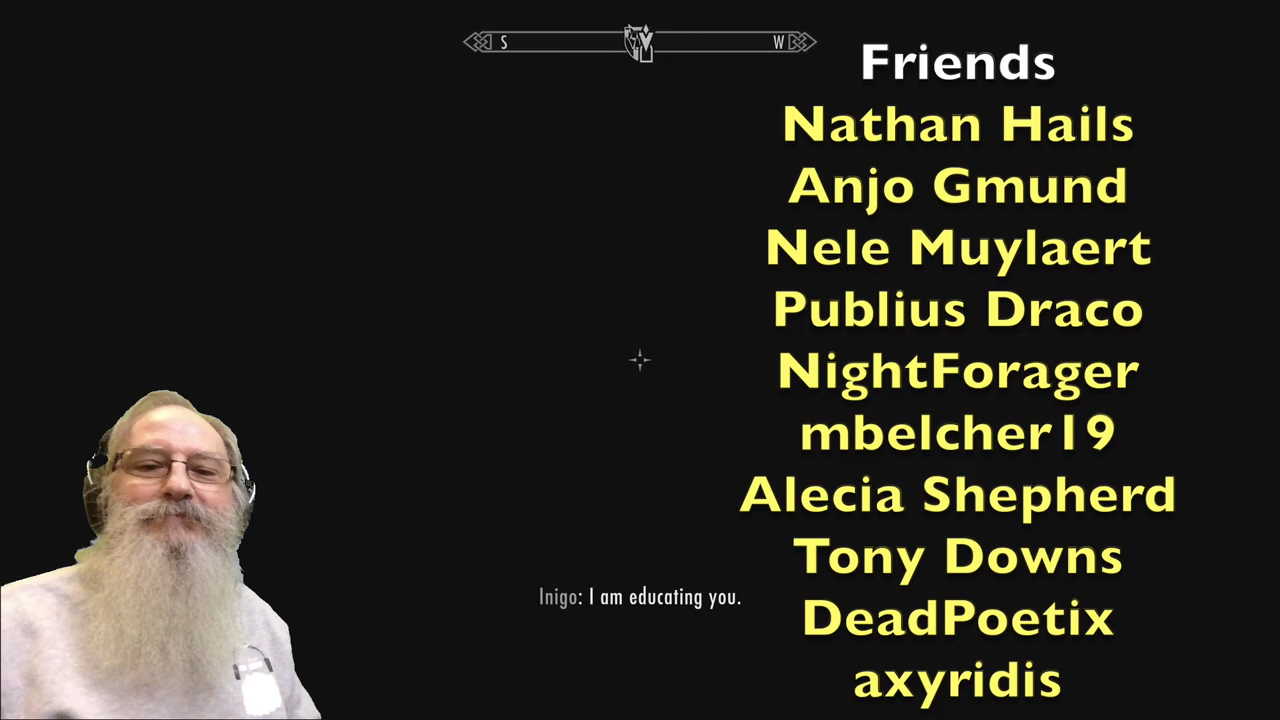 S
W
Friends
Nathan Hails
Anjo Gmund
Nele Muylaert
Publius Draco
NightForager
mbelcher19
Alecia Shepherd
Tony Downs
Inigo: I am educating you.
DeadPoetix
axyridis